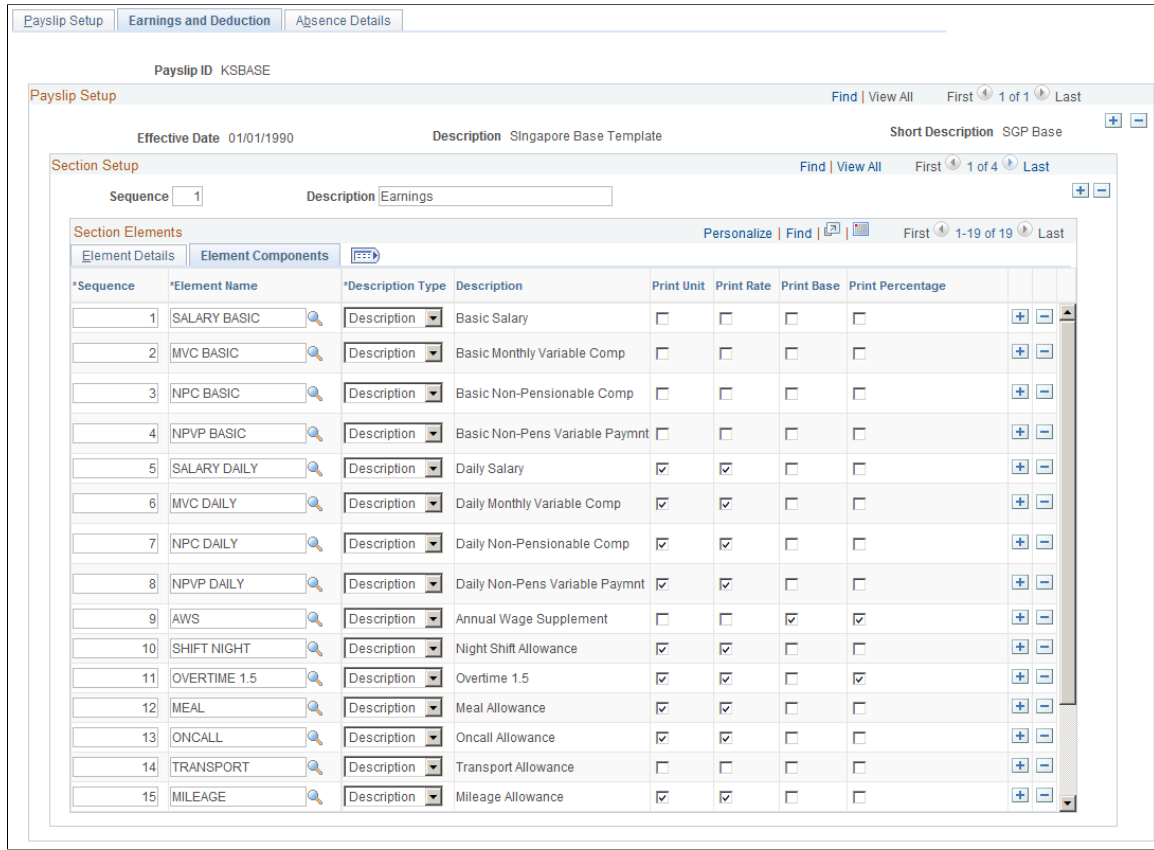 Payslip Setup Earnings and Deduction Absence Details
Payslip ID KSBASE
Payslip Setup Find | View All First 1 of 1 Last
Effective Date 01/01/1990 Description SIngapore Base Template Short Description SGP Base
Section Setup Find | View All First 1 of 4 Last
Sequence 1 Description Earnings
Section Elements Personalize | Find | | First 1-19 of 19 Last
Element Details Element Components
*Sequence *Element Name *Description Type Description Print Unit Print Rate Print Base Print Percentage
1 SALARY BASIC Description Basic Salary
2 MVC BASIC Description Basic Monthly Variable Comp
3 NPC BASIC Description Basic Non-Pensionable Comp
4 NPVP BASIC Description Basic Non-Pens Variable Paymnt
5 SALARY DAILY Description Daily Salary
6 MVC DAILY Description Daily Monthly Variable Comp
7 NPC DAILY Description Daily Non-Pensionable Comp
8 NPVP DAILY Description Daily Non-Pens Variable Paymnt
9 AWS Description Annual Wage Supplement
10 SHIFT NIGHT Description Night Shift Allowance
11 OVERTIME 1.5 Description Overtime 1.5
12 MEAL Description Meal Allowance
13 ONCALL Description Oncall Allowance
14 TRANSPORT Description Transport Allowance
15 MILEAGE Description Mileage Allowance